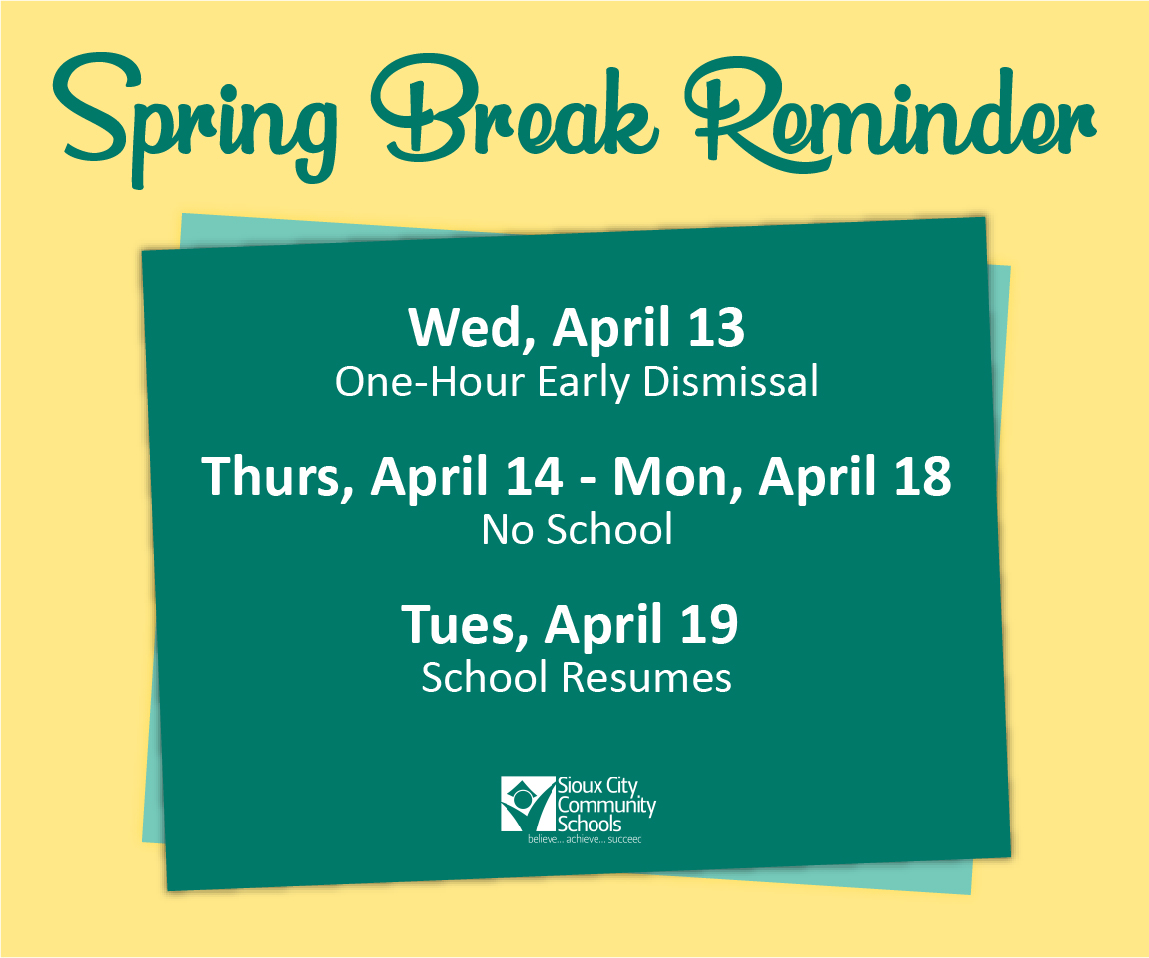 Spring Break Reminder
Wed, April 13
One-Hour Early Dismissal
Thurs, April 14 - Mon, April 18
No School
Tues, April 19
School Resumes
Sioux City
Community
Schools
believe... achieve... succeec